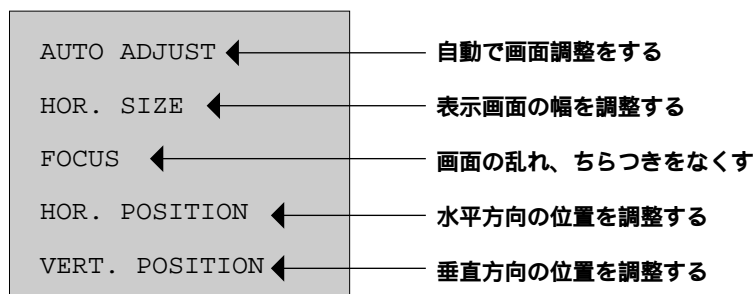 AUTO ADJUST 自動で画面調整をする
HOR. SIZE 表示画面の幅を調整する
FOCUS 画面の乱れ、ちらつきをなくす
HOR. POSITION 水平方向の位置を調整する
VERT. POSITION 垂直方向の位置を調整する